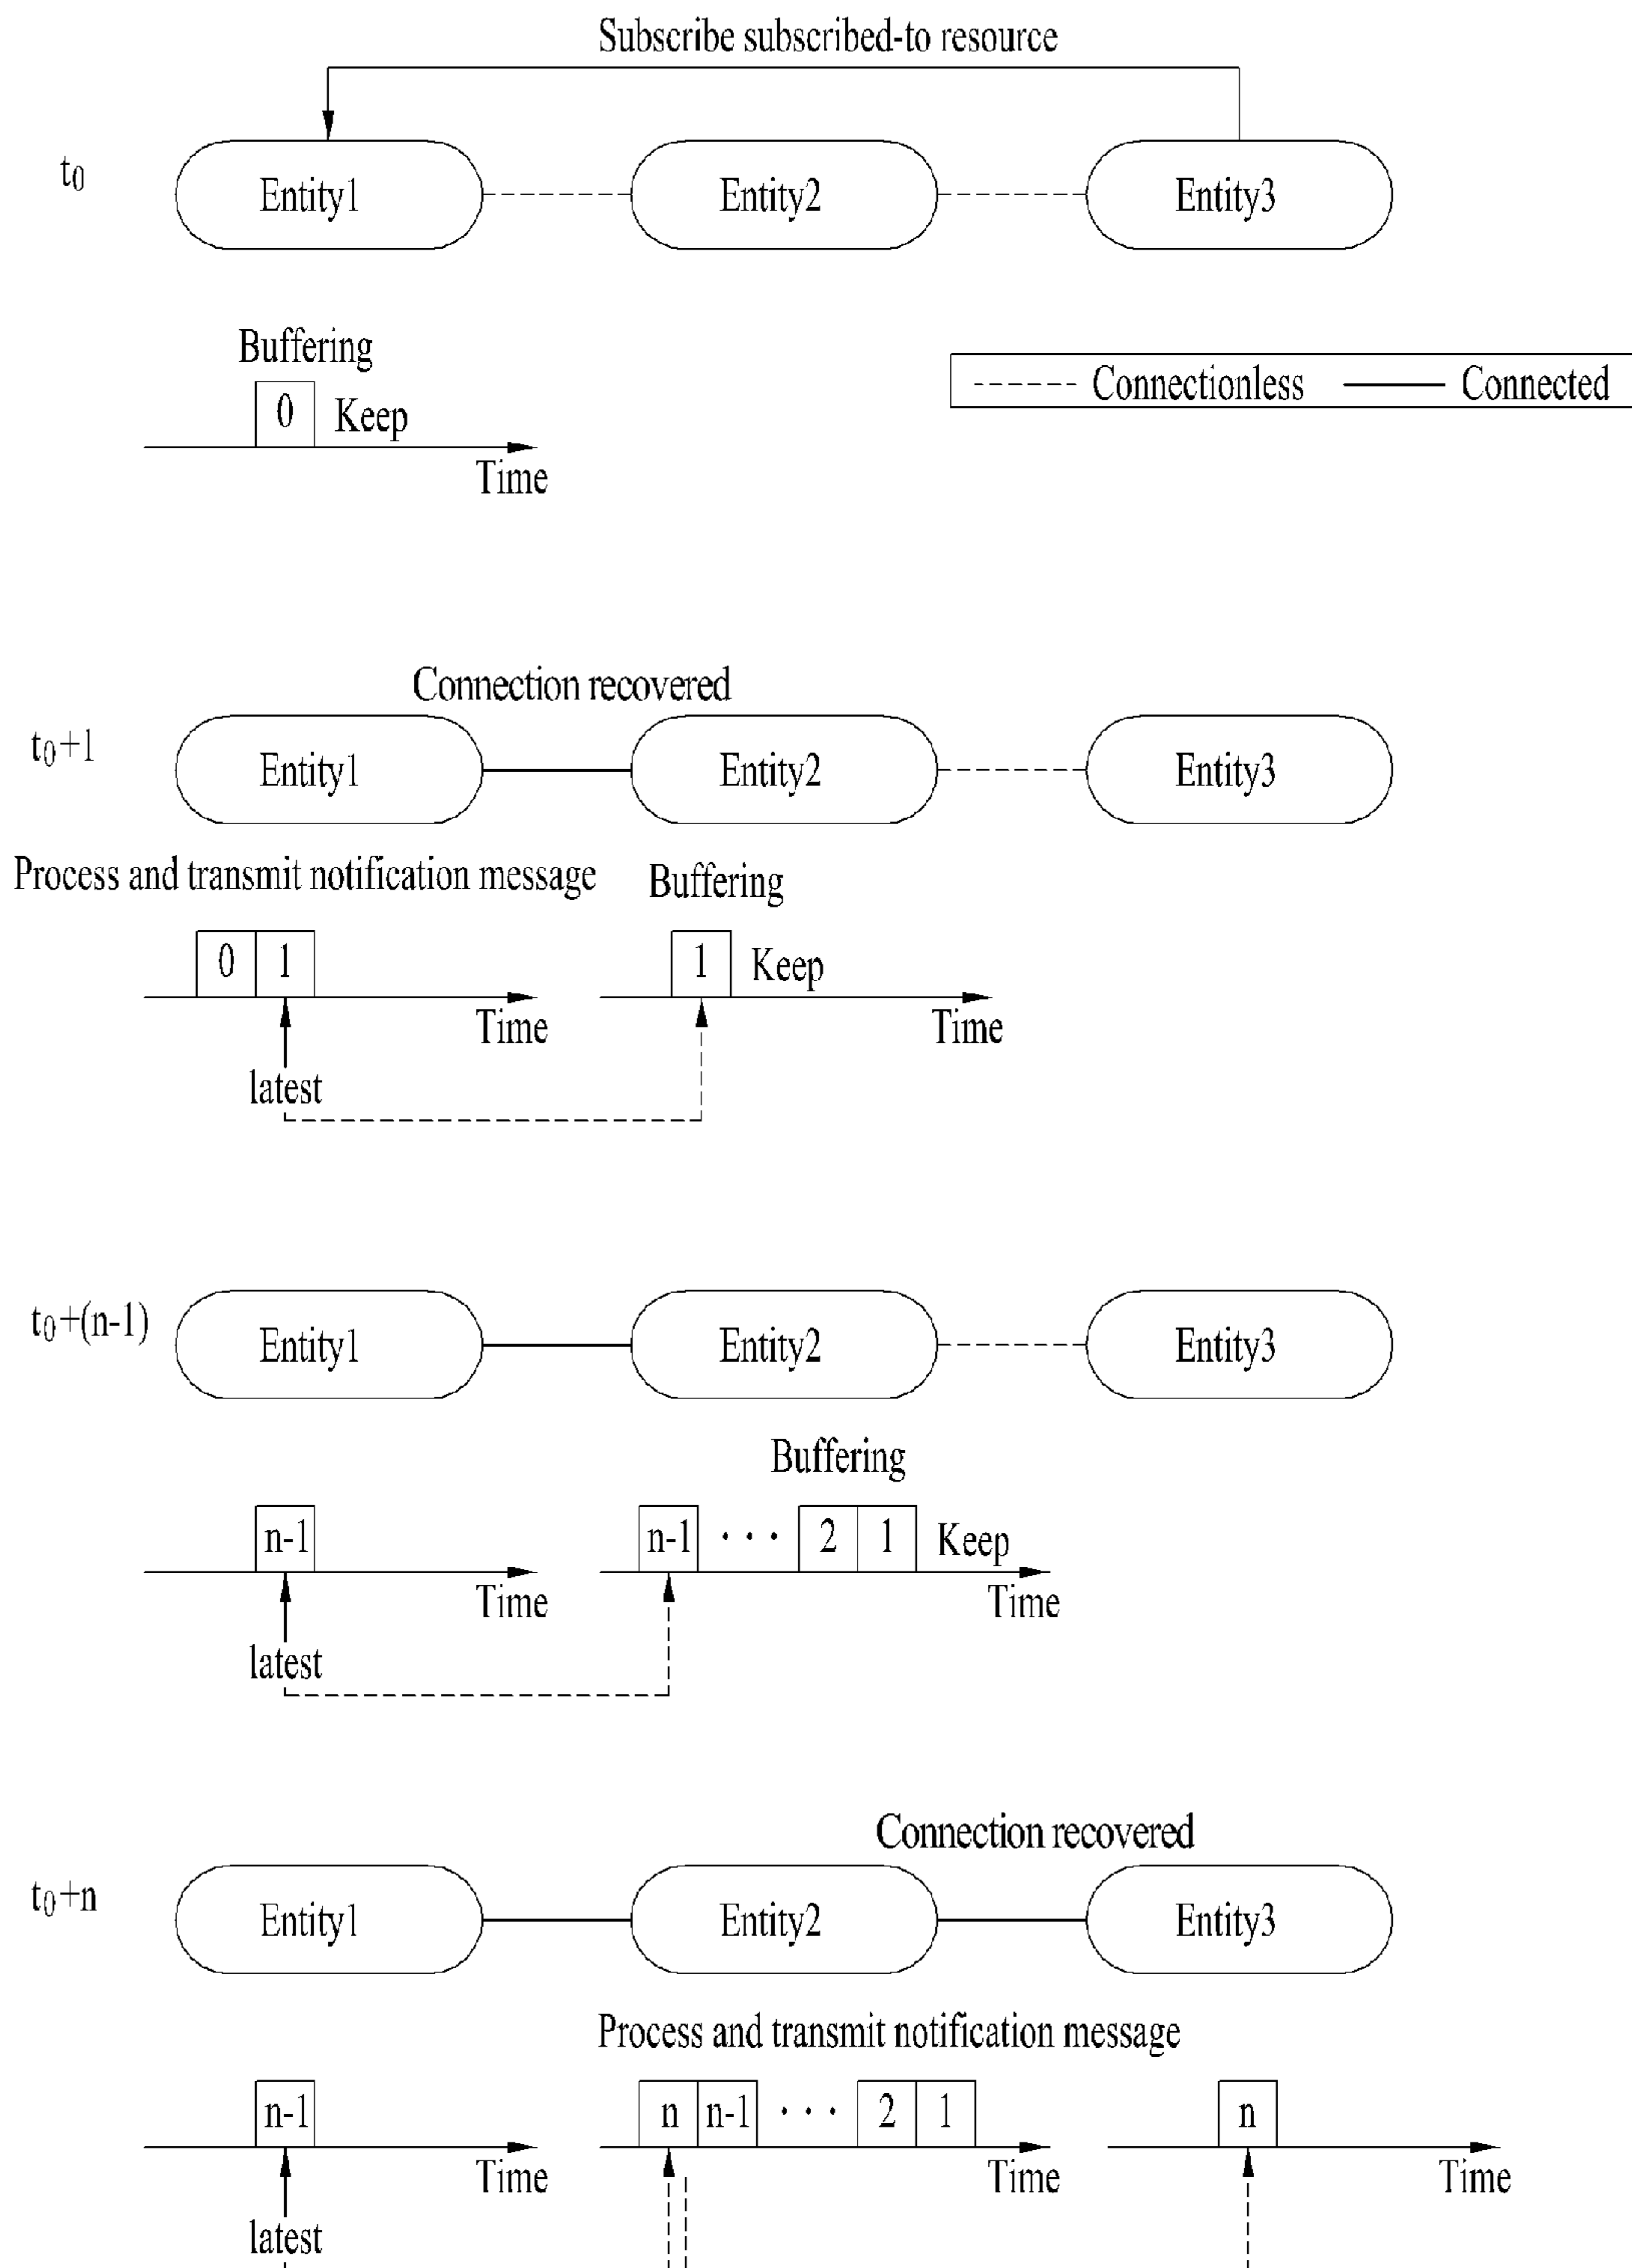 Subscribe subscribed-to resource
t0
Entity1 Entity2 Entity3
Buffering
0 Keep
Time
Connectionless Connected
Connection recovered
t0+1
Entity1 Entity2 Entity3
Process and transmit notification message
Buffering
0 1
1 Keep
Time
Time
latest
t0+(n-1)
Entity1 Entity2 Entity3
Buffering
n-1
n-1 · · · 2 1 Keep
Time
Time
latest
Connection recovered
t0+n
Entity1 Entity2 Entity3
Process and transmit notification message
n-1
n n-1 · · · 2 1
n
Time
Time
Time
latest